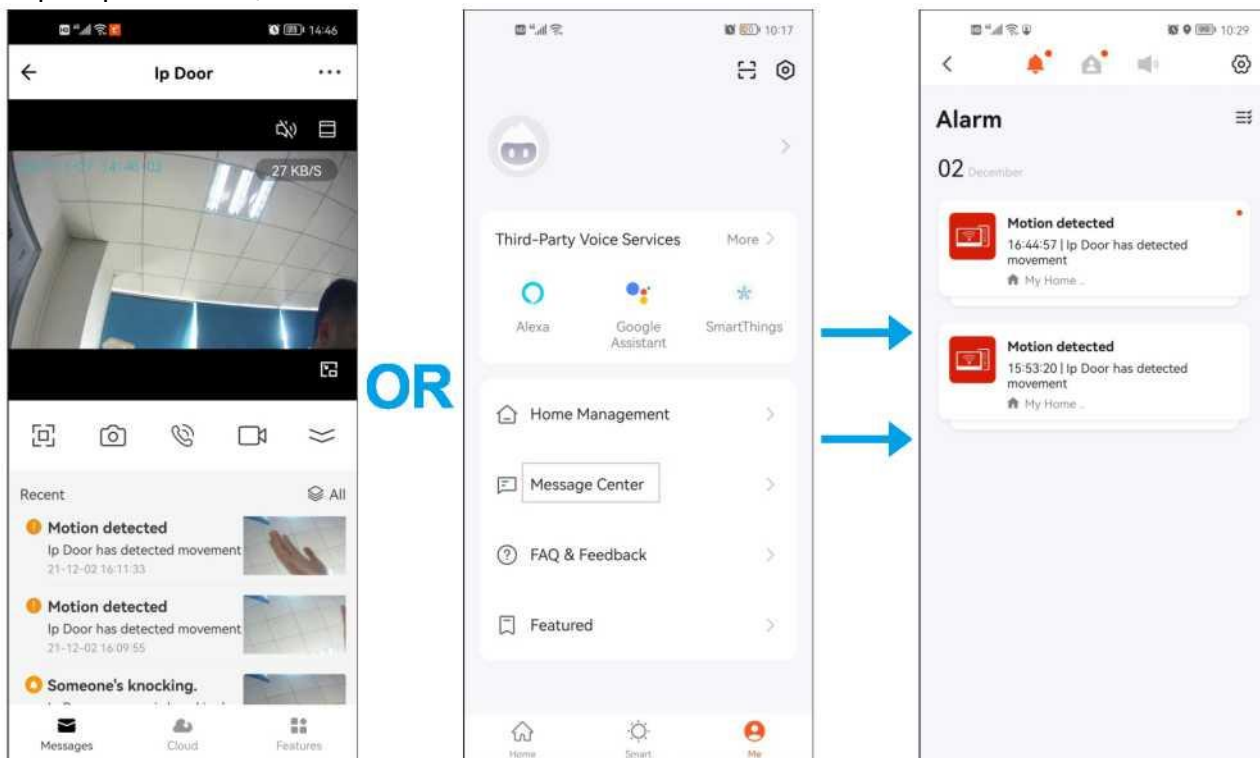 14:46
Ip Door
27 KB/S
Recent
All
Motion detected
Ip Door has detected movement
21-12-02 16:11:33
Motion detected
Ip Door has detected movement
21-12-02 16:09:55
Someone's knocking.
Messages
Cloud
Features
OR
10:17
Third-Party Voice Services
More
Alexa
Google
Assistant
SmartThings
Home Management
Message Center
FAQ & Feedback
Featured
Home
Smart
Me
10:29
Alarm
02 December
Motion detected
16:44:57 | Ip Door has detected
movement
My Home ..
Motion detected
15:53:20 | Ip Door has detected
movement
My Home ..